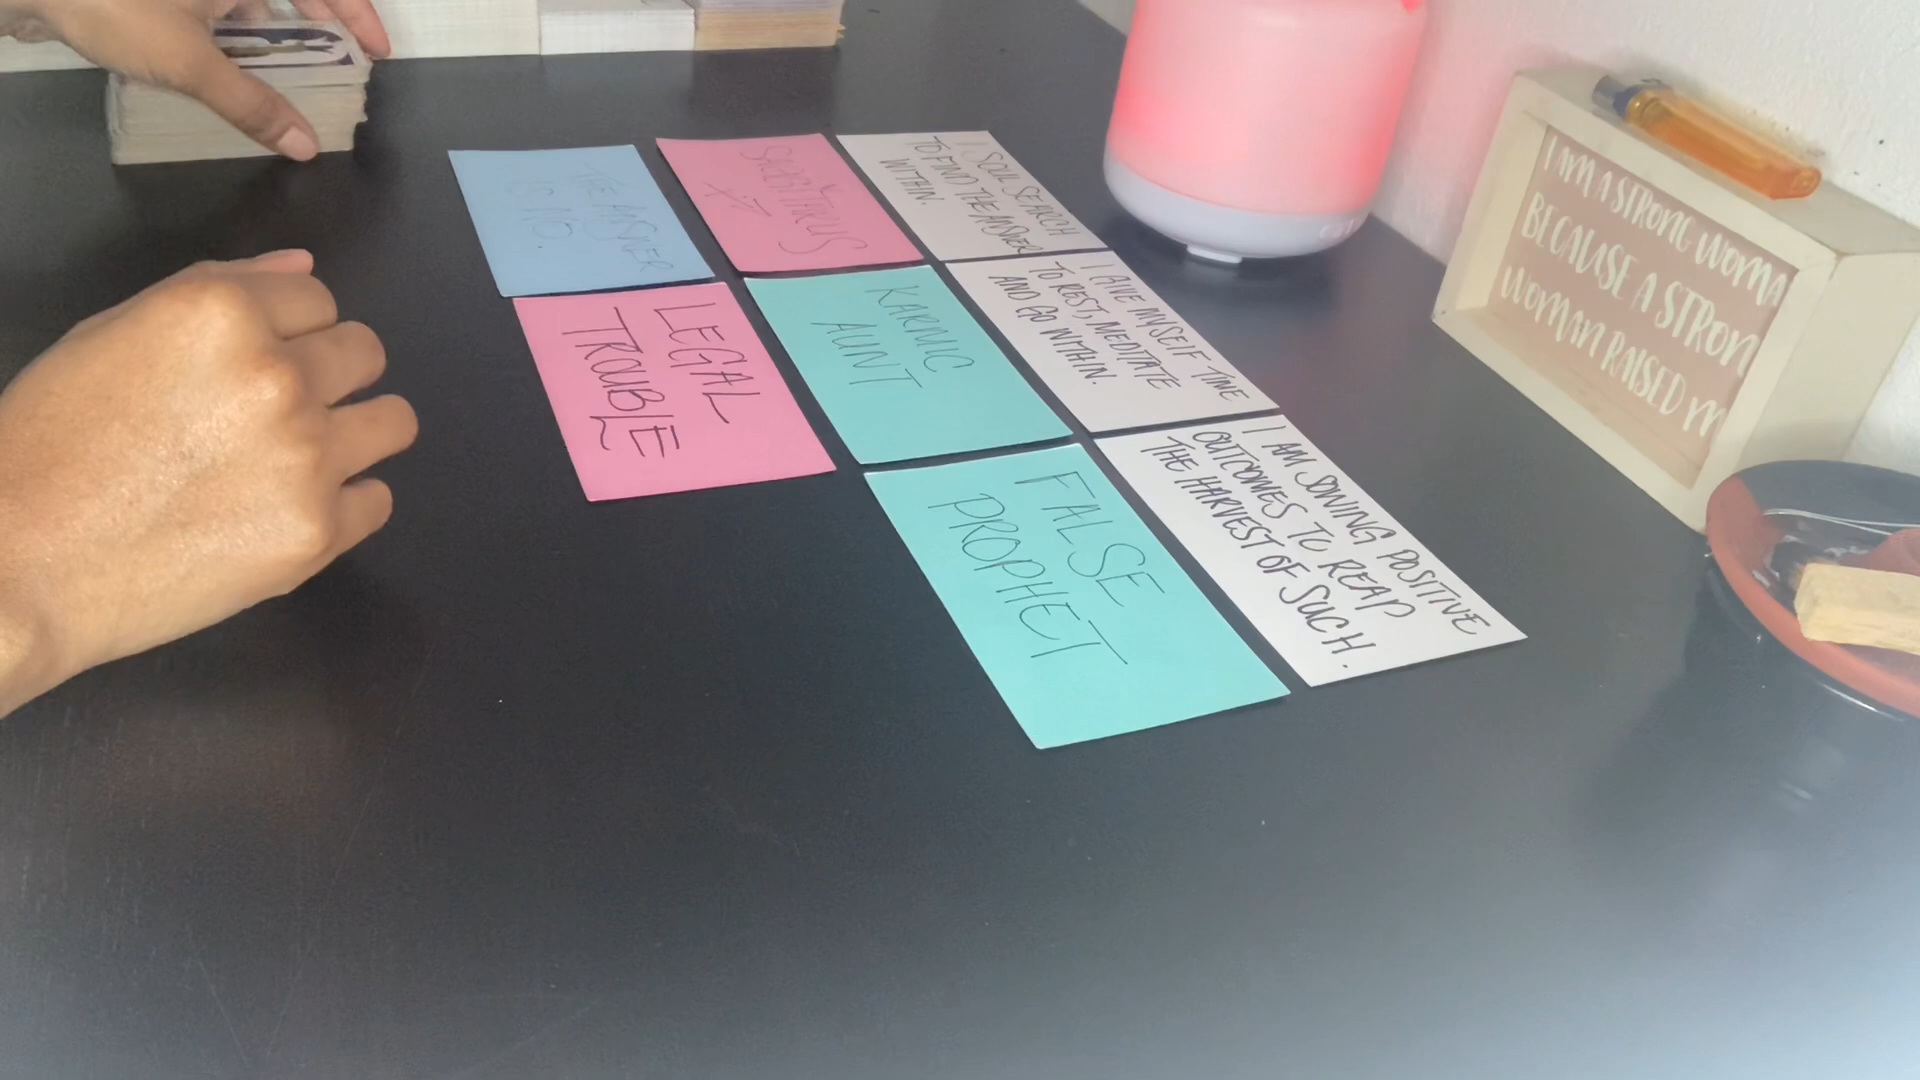 THE ANSWER
IS NO.
SAGGITARIUS
I SOUL SEARCH
TO FIND THE ANSWER
WITHIN.
LEGAL
TROUBLE
KARMIC
AUNT
I GIVE MYSELF TIME
TO REST, MEDITATE
AND GO WITHIN.
FALSE
PROPHET
I AM SOWING POSITIVE
OUTCOMES TO REAP
THE HARVEST OF SUCH.
I AM A STRONG WOMA
BECAUSE A STRON
WOMAN RAISED M